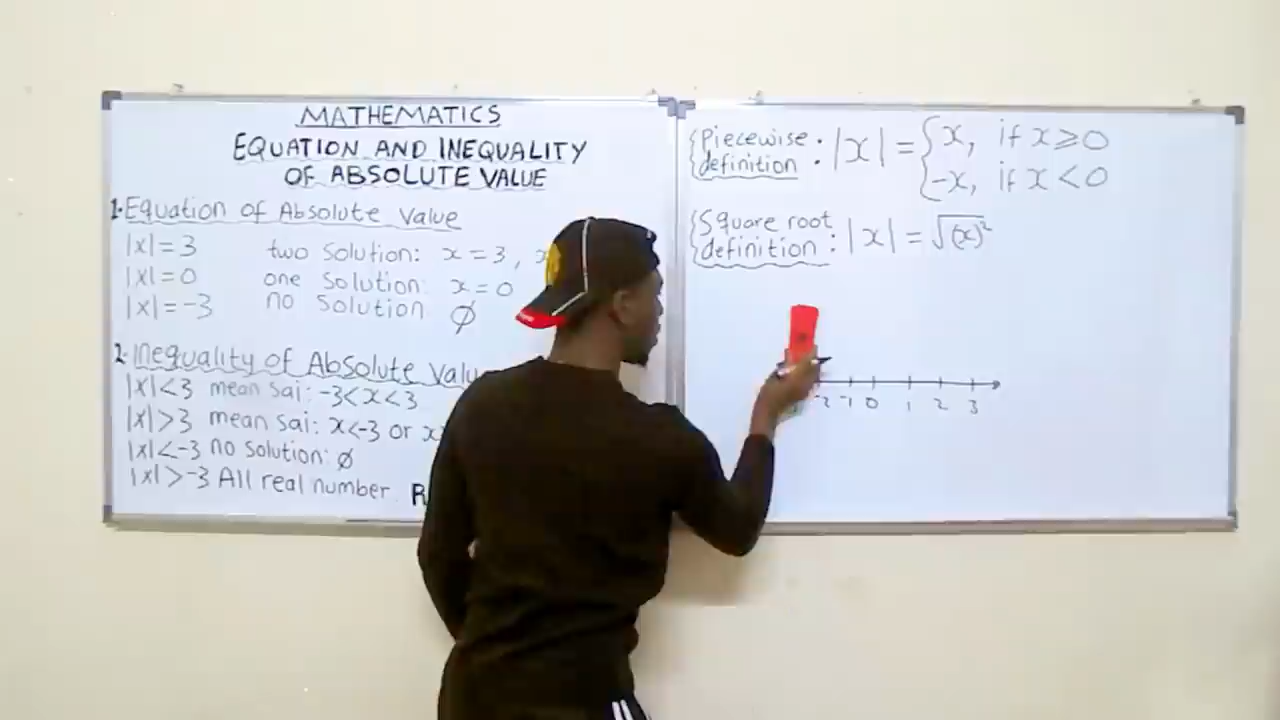 MATHEMATICS
EQUATION AND INEQUALITY
OF ABSOLUTE VALUE
1. Equation of Absolute Value
|x|=3 two solution: x=3, x
|x|=0 one solution: x=0
|x|=-3 no solution ∅
2. Inequality of Absolute Valu
|x|<3 mean sai: -3<x<3
|x|>3 mean sai: x<-3 or x
|x|<-3 no solution: ∅
|x|>-3 All real number R
{Piecewise definition: |x| = {x, if x⩾0
-x, if x<0
{Square root
definition: |x| = √(x)²
-2 -1 0 1 2 3